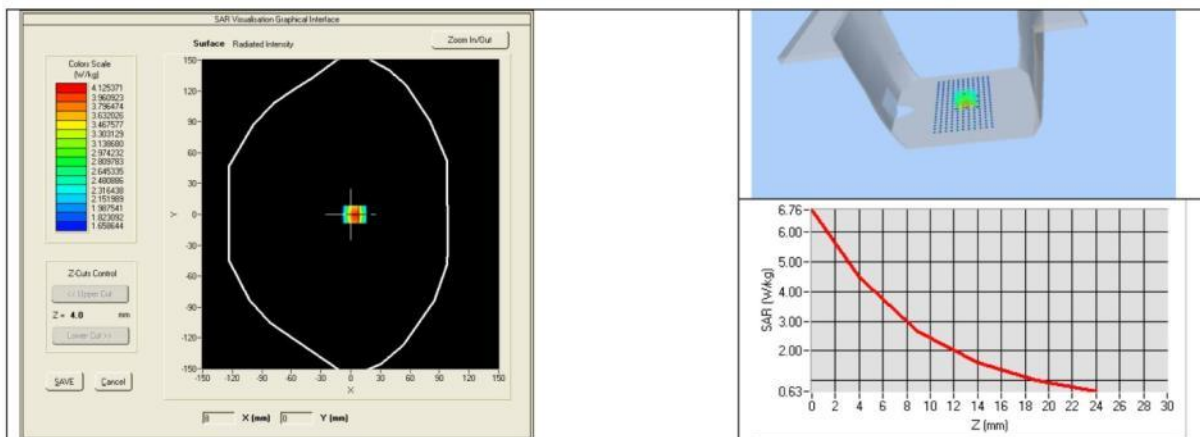 SAR Visualisation Graphical Interface
Surface Radiated Intensity
Zoom In/Out
Colors Scale
(W/kg)
4.125371
3.960923
3.796474
3.632026
3.467577
3.303129
3.138680
2.974232
2.809783
2.645335
2.480886
2.316438
2.151989
1.987541
1.823092
1.658644
Z-Cuts Control
<< Upper Cut
Z = 4.0 mm
Lower Cut >>
SAVE Cancel
150
120
90
60
30
0
-30
-60
-90
-120
-150
Y
-150 -120 -90 -60 -30 0 30 60 90 120 150
X
8 X (mm) 0 Y (mm)
6.76
6.00
5.00
4.00
3.00
2.00
0.63
SAR (W/kg)
0 2 4 6 8 10 12 14 16 18 20 22 24 26 28 30
Z (mm)